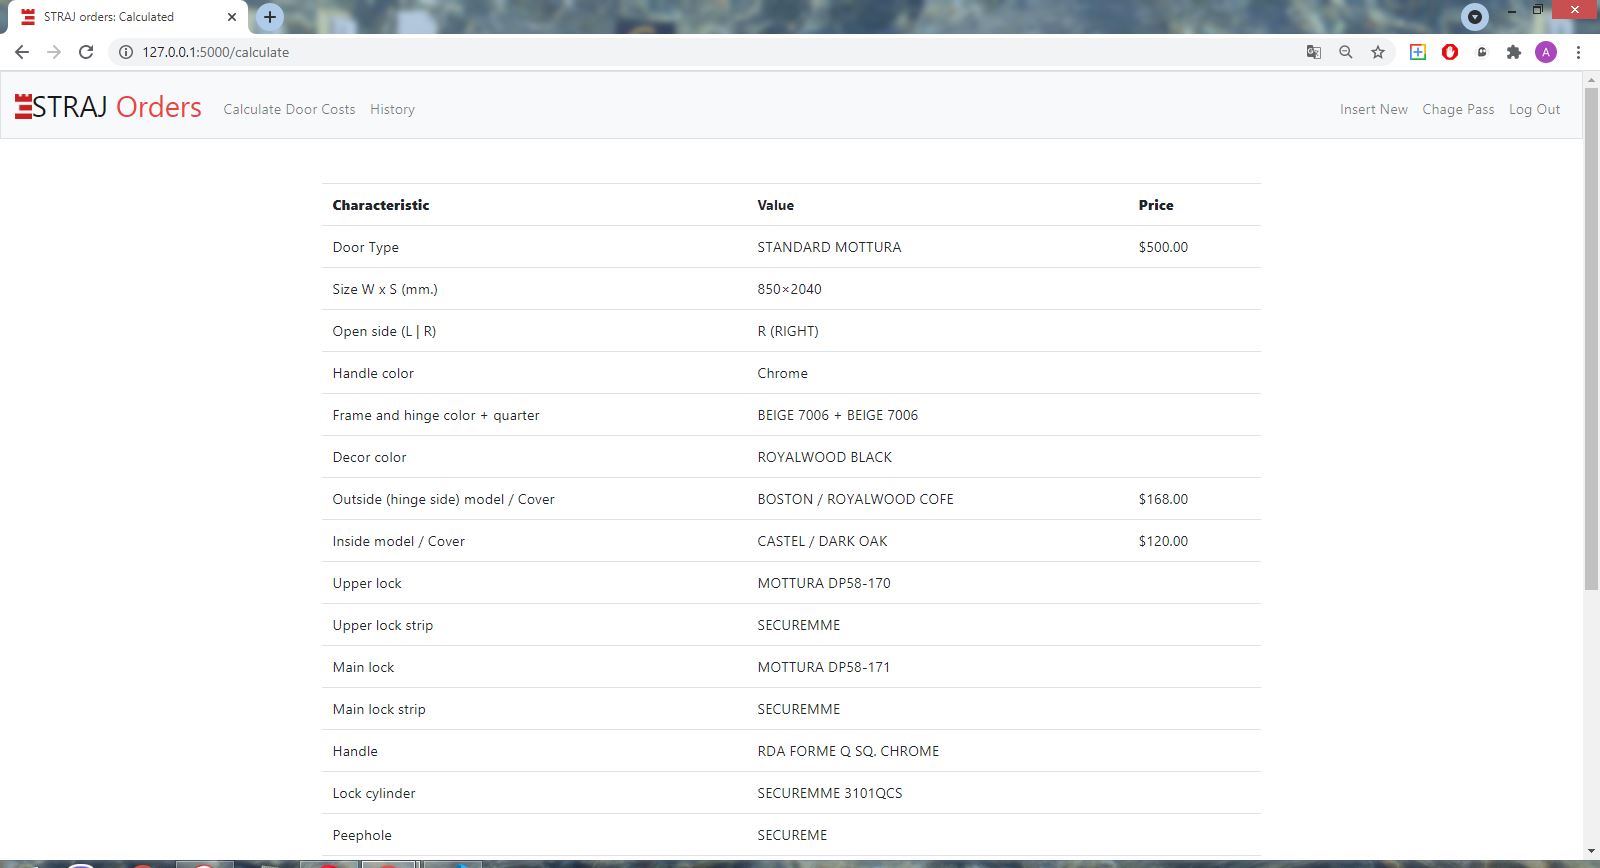 STRAJ orders: Calculated
127.0.0.1:5000/calculate
A
STRAJ Orders Calculate Door Costs History Insert New Chage Pass Log Out
Characteristic Value Price
Door Type STANDARD MOTTURA $500.00
Size W x S (mm.) 850×2040
Open side (L | R) R (RIGHT)
Handle color Chrome
Frame and hinge color + quarter BEIGE 7006 + BEIGE 7006
Decor color ROYALWOOD BLACK
Outside (hinge side) model / Cover BOSTON / ROYALWOOD COFE $168.00
Inside model / Cover CASTEL / DARK OAK $120.00
Upper lock MOTTURA DP58-170
Upper lock strip SECUREMME
Main lock MOTTURA DP58-171
Main lock strip SECUREMME
Handle RDA FORME Q SQ. CHROME
Lock cylinder SECUREMME 3101QCS
Peephole SECUREME